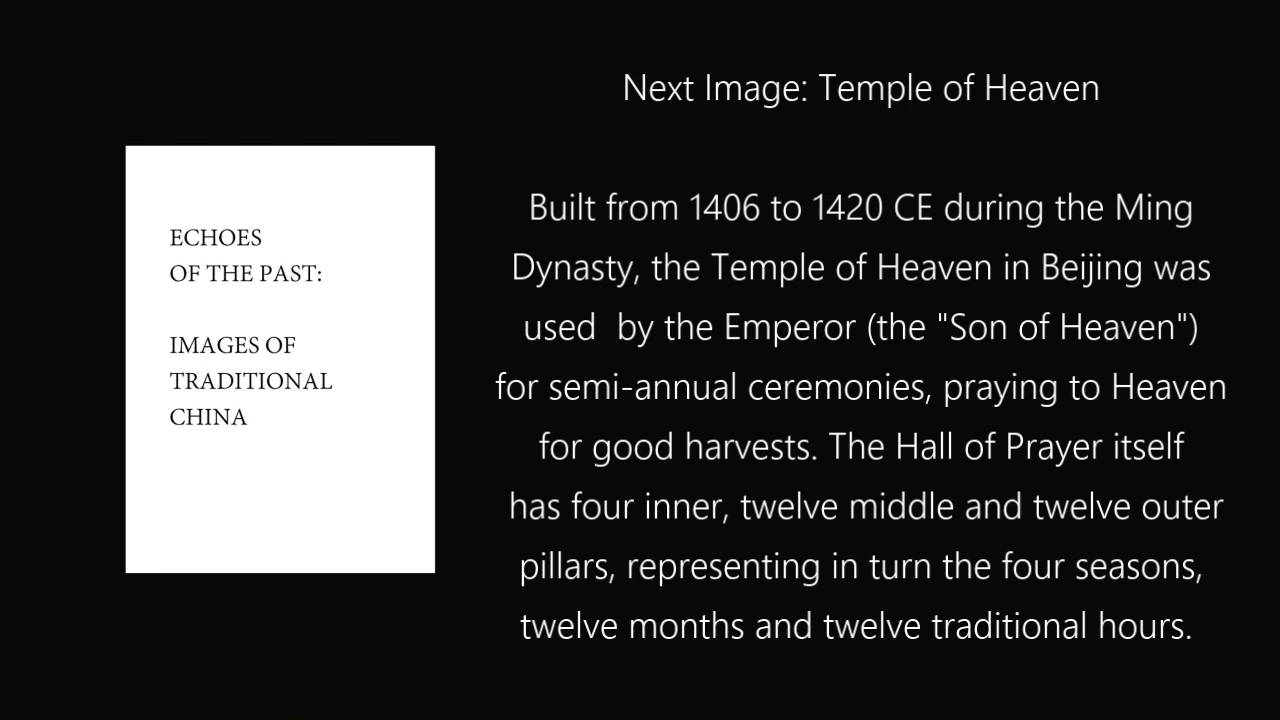 ECHOES
OF THE PAST:
IMAGES OF
TRADITIONAL
CHINA
Next Image: Temple of Heaven
Built from 1406 to 1420 CE during the Ming
Dynasty, the Temple of Heaven in Beijing was
used  by the Emperor (the "Son of Heaven")
for semi-annual ceremonies, praying to Heaven
for good harvests. The Hall of Prayer itself
has four inner, twelve middle and twelve outer
pillars, representing in turn the four seasons,
twelve months and twelve traditional hours.